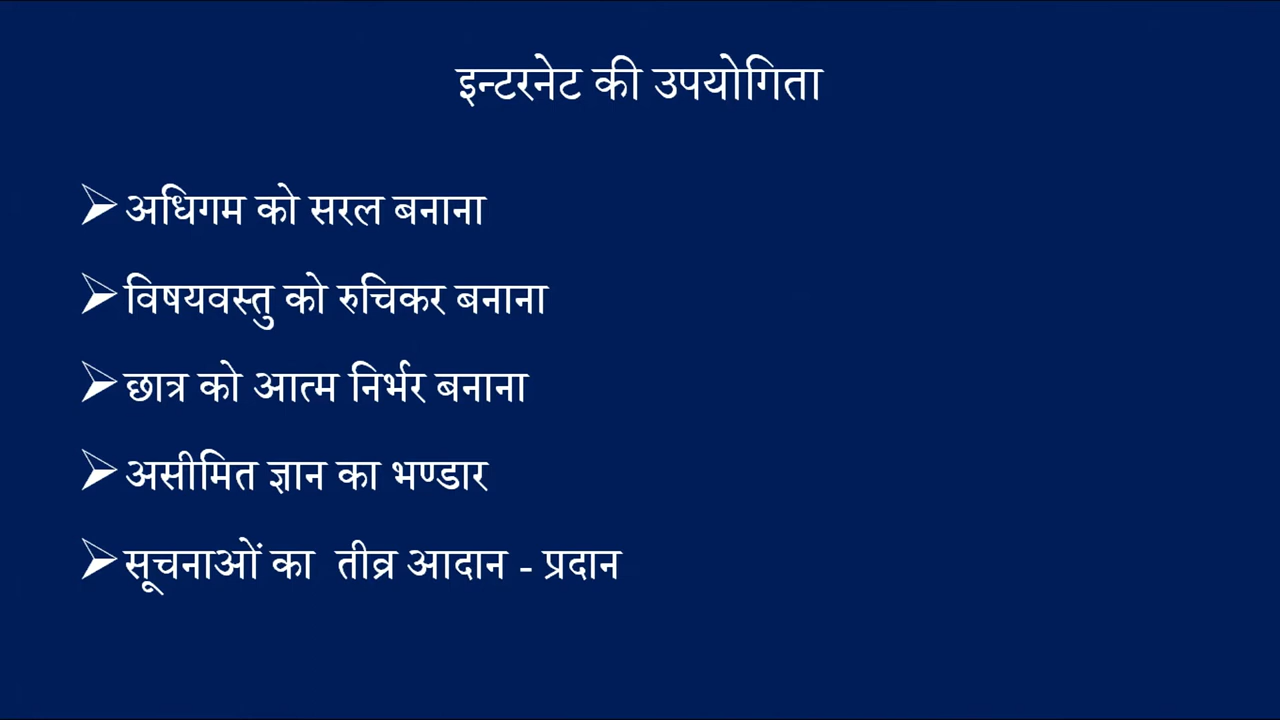 इन्टरनेट की उपयोगिता
अधिगम को सरल बनाना
विषयवस्तु को रुचिकर बनाना
छात्र को आत्म निर्भर बनाना
असीमित ज्ञान का भण्डार
सूचनाओं का तीव्र आदान - प्रदान